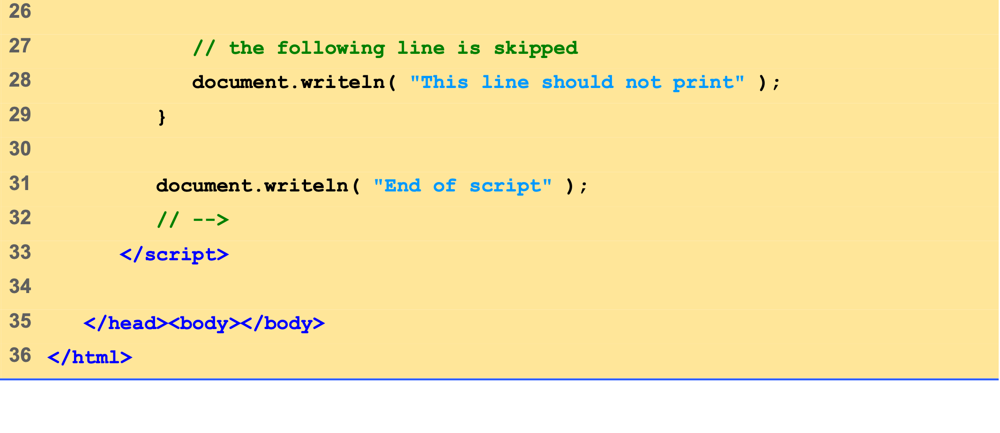 26
27 // the following line is skipped
28 document.writeln( "This line should not print" );
29 }
30
31 document.writeln( "End of script" );
32 // -->
33 </script>
34
35 </head><body></body>
36 </html>